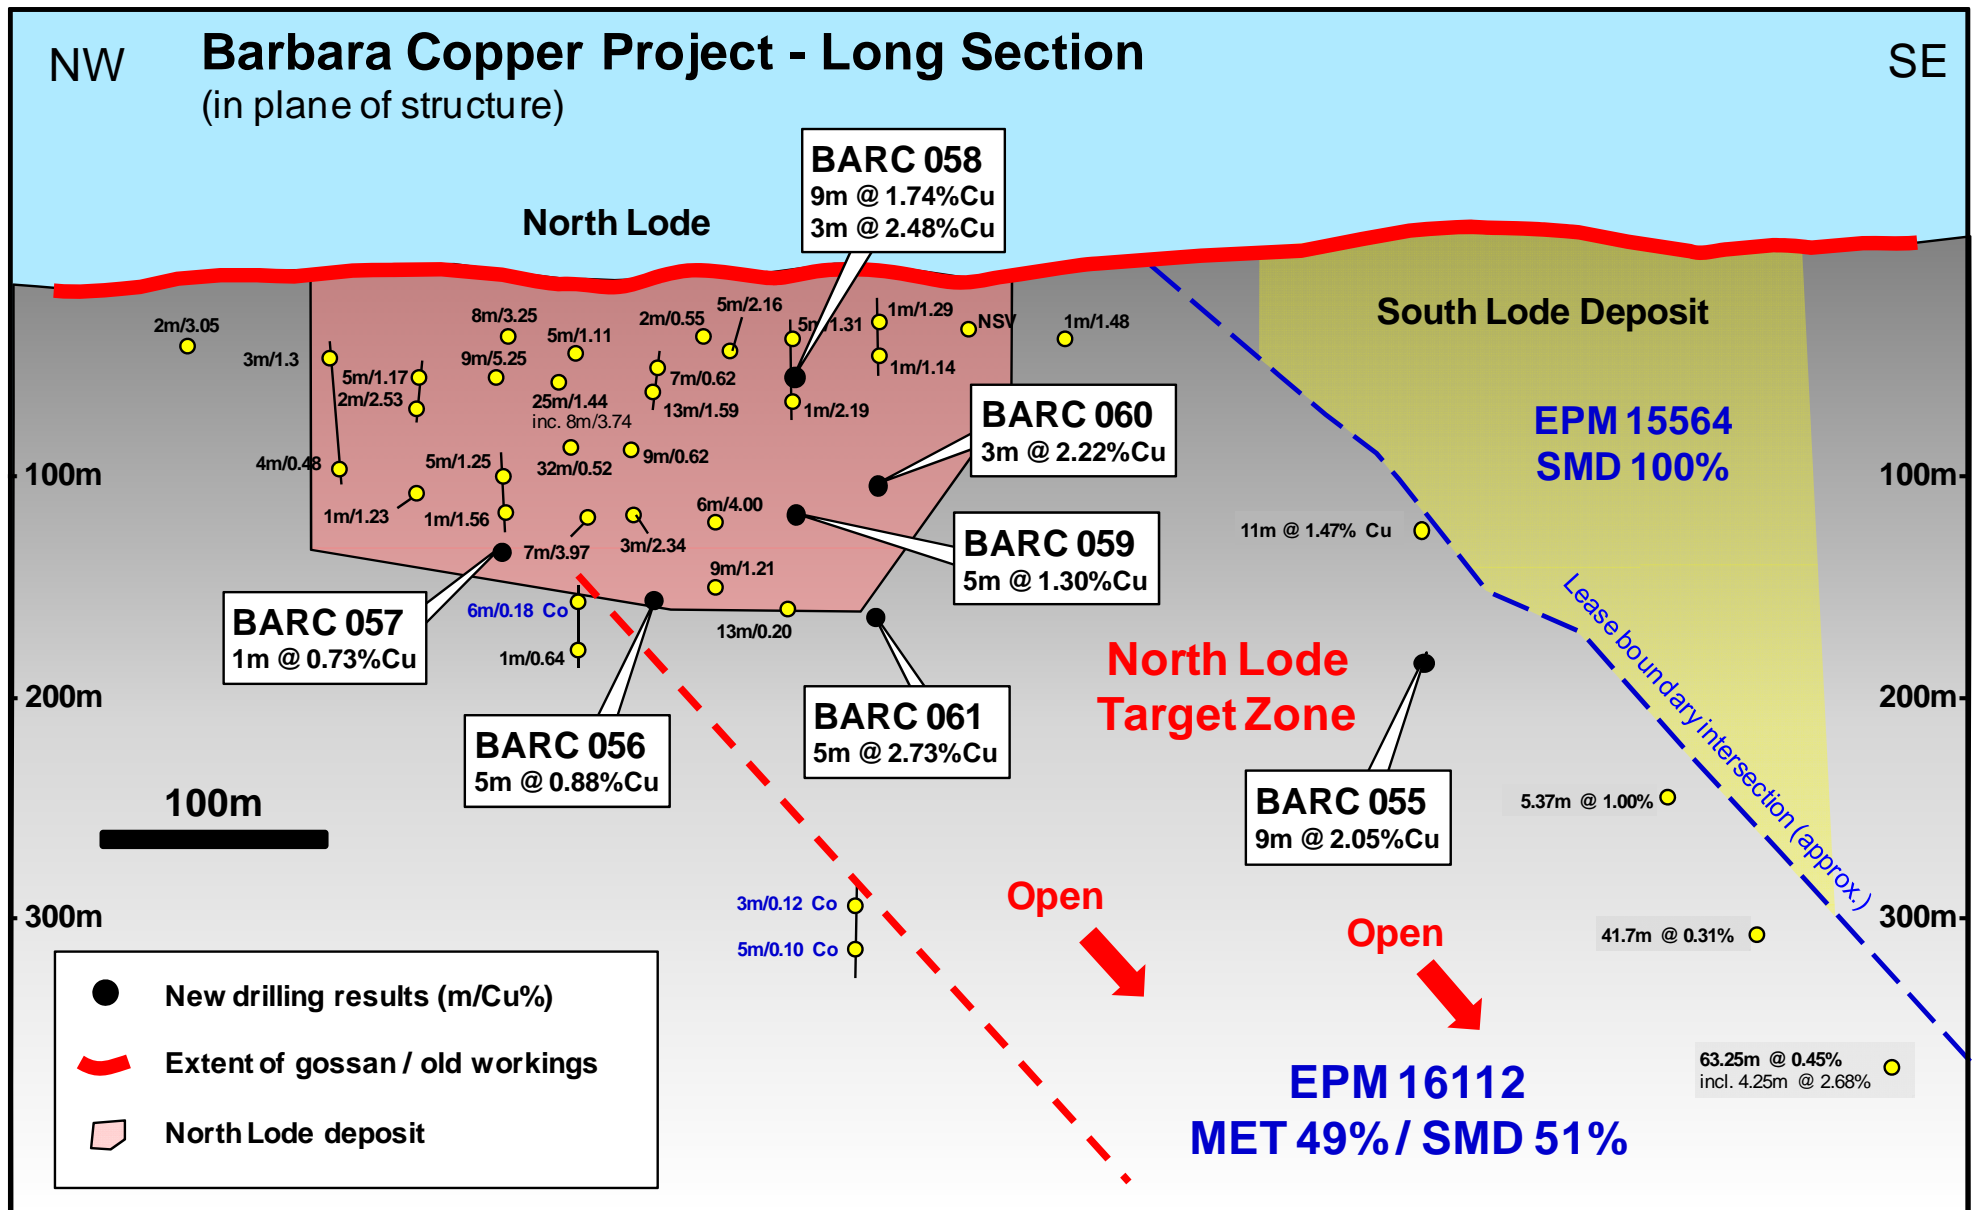 NW
Barbara Copper Project - Long Section
(in plane of structure)
SE
BARC 058
9m @ 1.74%Cu
3m @ 2.48%Cu
North Lode
South Lode Deposit
2m/3.05
3m/1.3
8m/3.25
5m/1.11
2m/0.55
5m/2.16
5m/1.31
1m/1.29
NSV
1m/1.48
5m/1.17
2m/2.53
9m/5.25
25m/1.44
inc. 8m/3.74
7m/0.62
13m/1.59
1m/2.19
1m/1.14
BARC 060
3m @ 2.22%Cu
EPM 15564
SMD 100%
100m
4m/0.48
5m/1.25
32m/0.52
9m/0.62
100m
1m/1.23
1m/1.56
7m/3.97
3m/2.34
6m/4.00
11m @ 1.47% Cu
BARC 059
5m @ 1.30%Cu
9m/1.21
13m/0.20
6m/0.18 Co
1m/0.64
BARC 057
1m @ 0.73%Cu
Lease boundary intersection (approx.)
North Lode
Target Zone
200m
200m
BARC 056
5m @ 0.88%Cu
BARC 061
5m @ 2.73%Cu
BARC 055
9m @ 2.05%Cu
5.37m @ 1.00%
100m
3m/0.12 Co
5m/0.10 Co
Open
Open
300m
300m
41.7m @ 0.31%
63.25m @ 0.45%
incl. 4.25m @ 2.68%
EPM 16112
MET 49% / SMD 51%
New drilling results (m/Cu%)
Extent of gossan / old workings
North Lode deposit